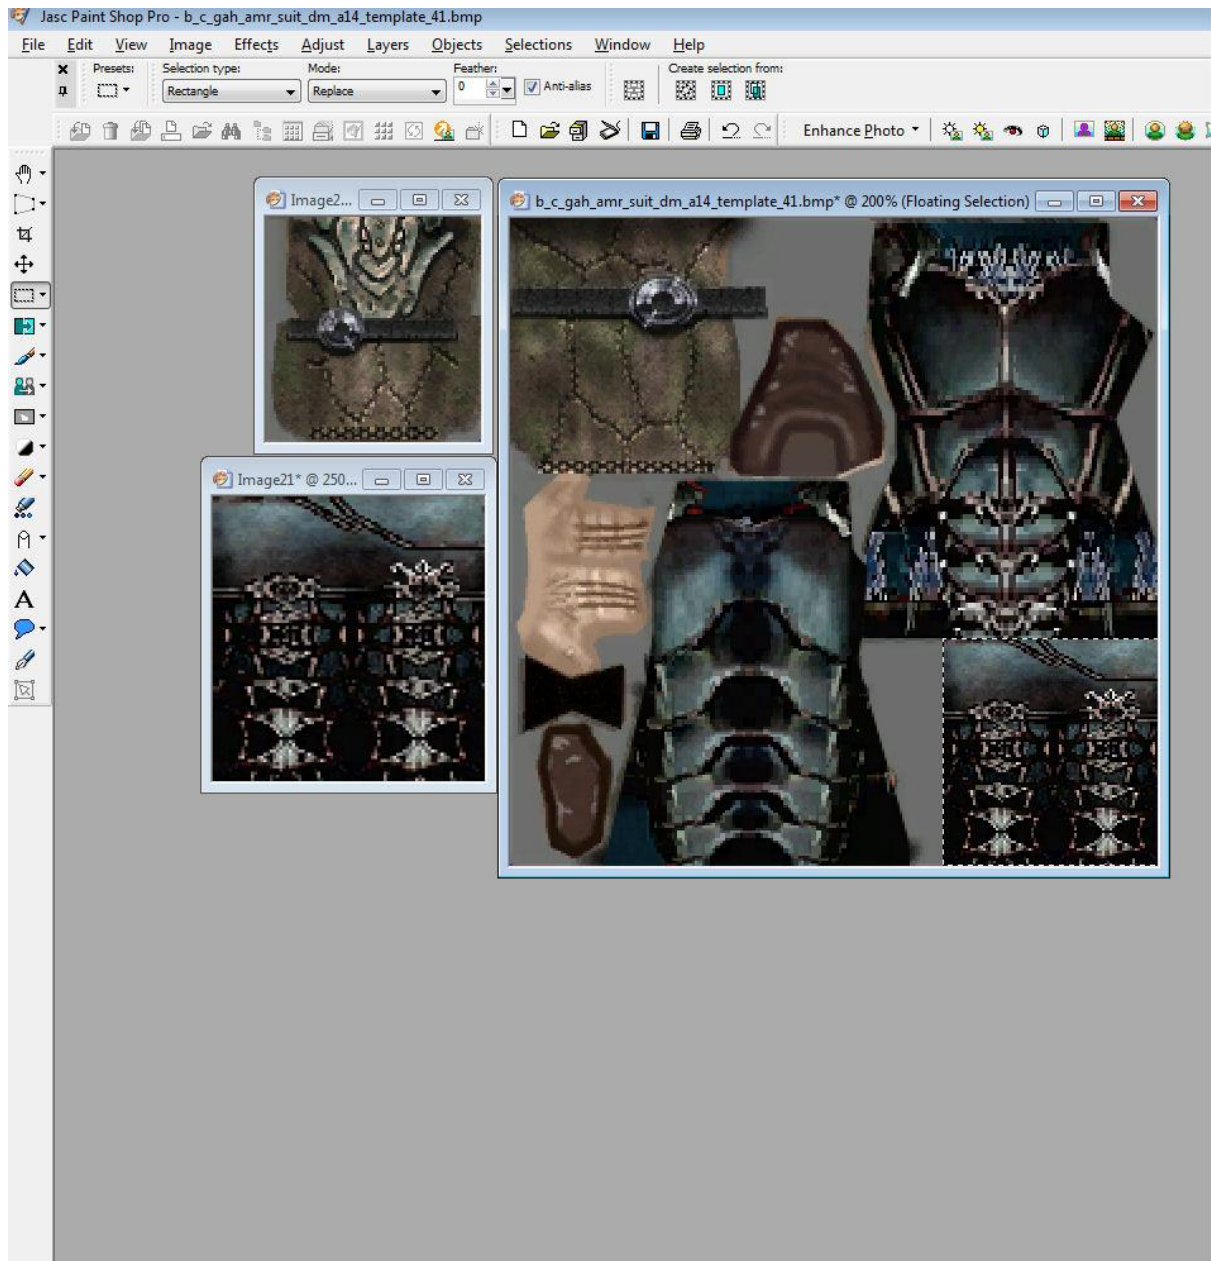 Jasc Paint Shop Pro - b_c_gah_amr_suit_dm_a14_template_41.bmp
File Edit View Image Effects Adjust Layers Objects Selections Window Help
Presets: Selection type: Mode: Feather: Create selection from:
Rectangle Replace 0 Anti-alias
Enhance Photo
Image2... b_c_gah_amr_suit_dm_a14_template_41.bmp* @ 200% (Floating Selection)
Image21* @ 250...